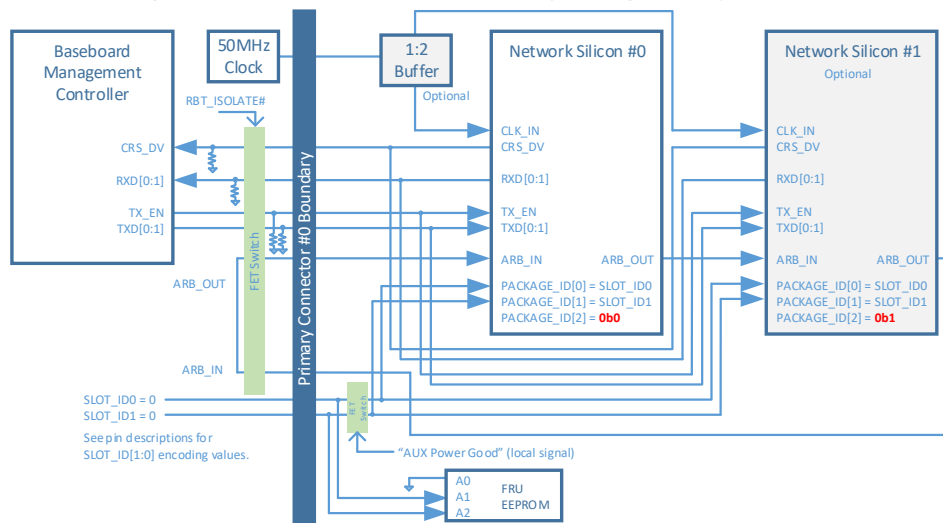 Baseboard
Management
Controller
CRS_DV
RXD[0:1]
TX_EN
TXD[0:1]
50MHz
Clock
RBT_ISOLATE#
FET Switch
ARB_OUT
ARB_IN
SLOT_ID0 = 0
SLOT_ID1 = 0
See pin descriptions for
SLOT_ID[1:0] encoding values.
Primary Connector #0 Boundary
1:2
Buffer
Optional
Network Silicon #0
CLK_IN
CRS_DV
RXD[0:1]
TX_EN
TXD[0:1]
ARB_IN
ARB_OUT
PACKAGE_ID[0] = SLOT_ID0
PACKAGE_ID[1] = SLOT_ID1
PACKAGE_ID[2] = 0b0
Network Silicon #1
Optional
CLK_IN
CRS_DV
RXD[0:1]
TX_EN
TXD[0:1]
ARB_IN
ARB_OUT
PACKAGE_ID[0] = SLOT_ID0
PACKAGE_ID[1] = SLOT_ID1
PACKAGE_ID[2] = 0b1
FET
Switch
“AUX Power Good” (local signal)
A0
A1
A2
FRU
EEPROM